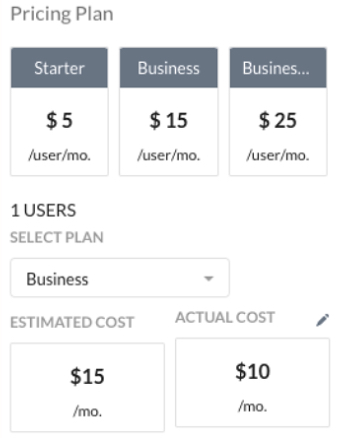 Pricing Plan
Starter Business Busines...
$ 5 $ 15 $ 25
/user/mo. /user/mo. /user/mo.
1 USERS
SELECT PLAN
Business
ESTIMATED COST ACTUAL COST
$15 $10
/mo. /mo.